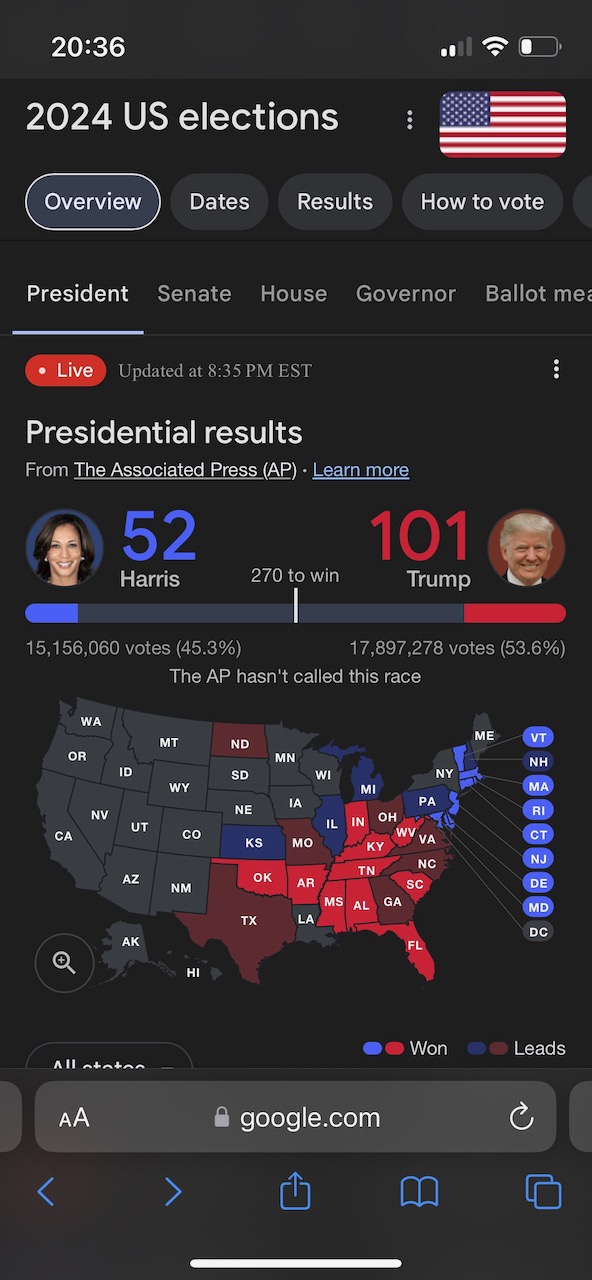 20:36
2024 US elections
Overview Dates Results How to vote
President Senate House Governor Ballot mea
Live Updated at 8:35 PM EST
Presidential results
From The Associated Press (AP) · Learn more
52 101
Harris 270 to win Trump
15,156,060 votes (45.3%) 17,897,278 votes (53.6%)
The AP hasn't called this race
WA
ME
VT
MT
ND
OR
MN
NH
ID
SD
WI
NY
WY
MI
MA
NE
IA
PA
RI
NV
UT
CO
IL
IN
OH
CA
KS
MO
WV
VA
CT
KY
NC
NJ
AZ
NM
OK
AR
TN
SC
DE
TX
LA
MS
AL
GA
MD
AK
FL
DC
HI
Won Leads
All states
AA google.com